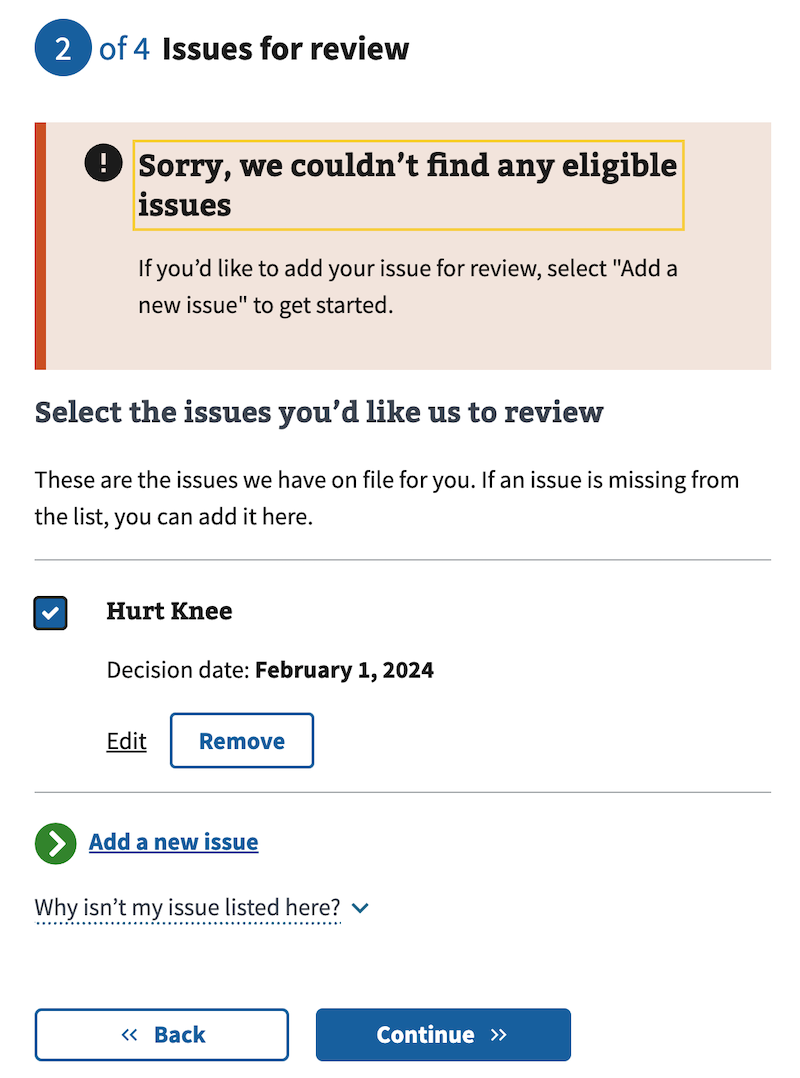 2 of 4 Issues for review
! Sorry, we couldn’t find any eligible
issues
If you’d like to add your issue for review, select "Add a
new issue" to get started.
Select the issues you’d like us to review
These are the issues we have on file for you. If an issue is missing from
the list, you can add it here.
Hurt Knee
Decision date: February 1, 2024
Edit Remove
Add a new issue
Why isn’t my issue listed here?
Back Continue